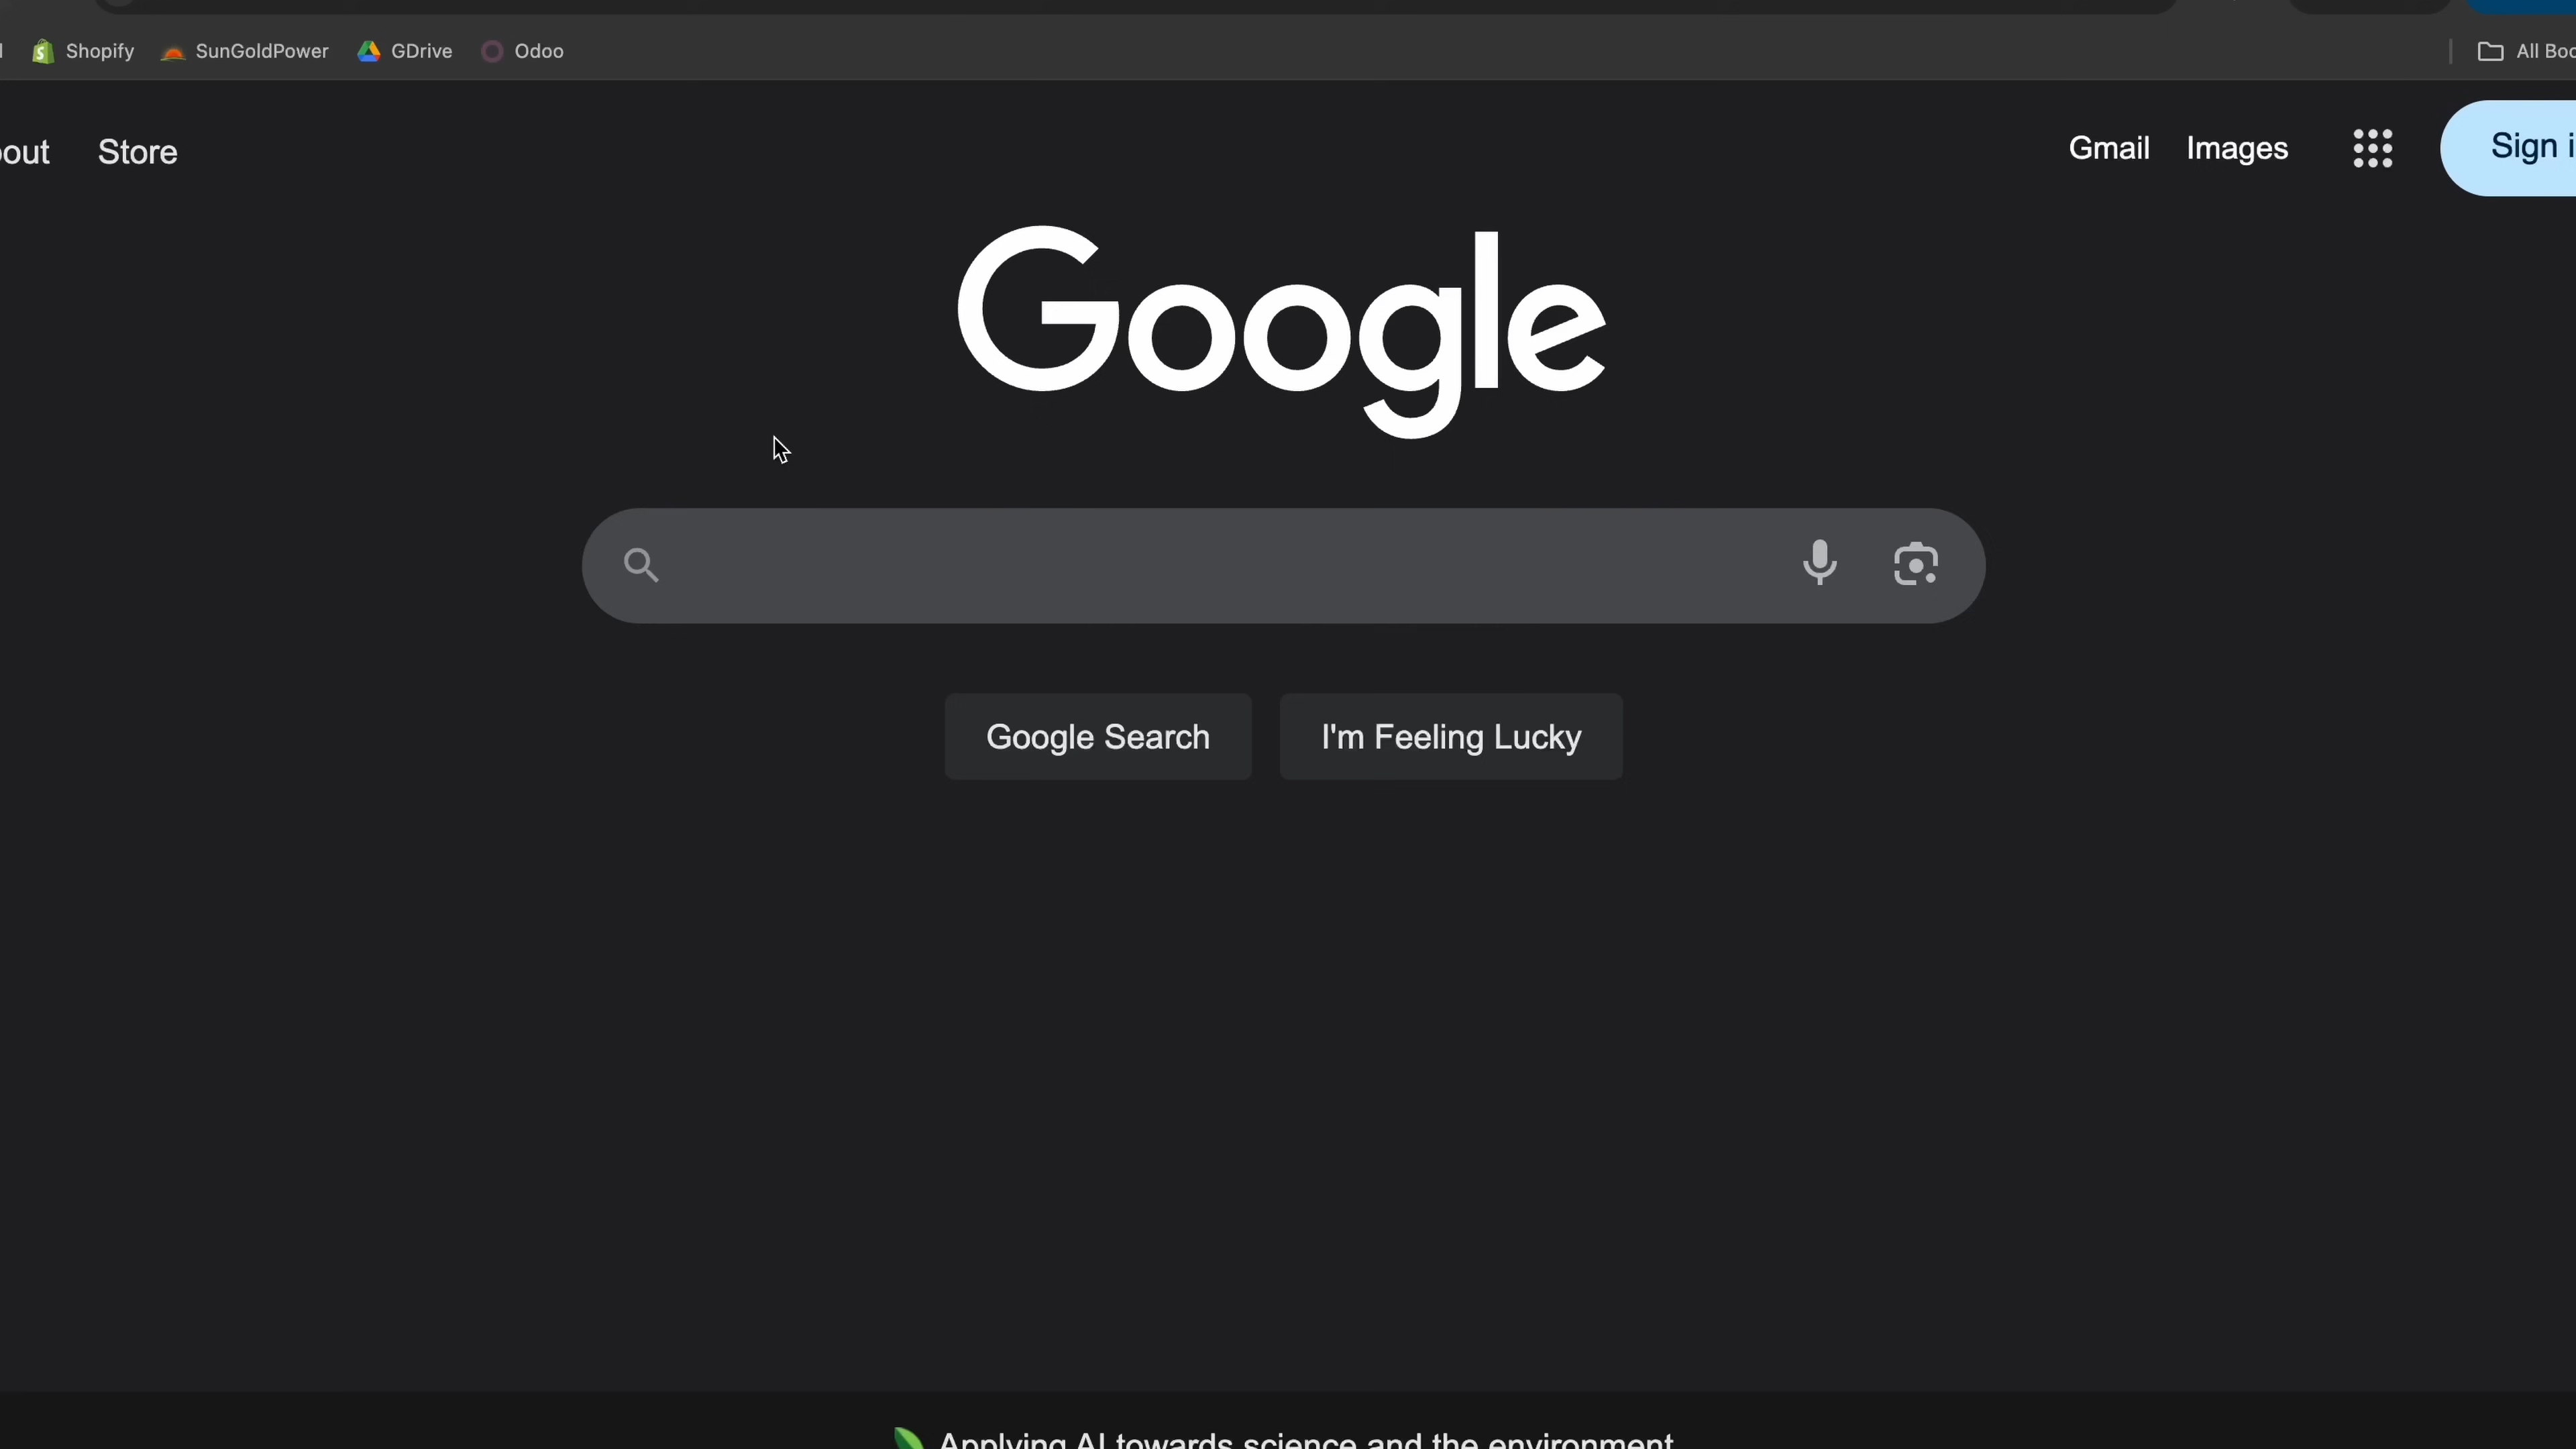 Shopify SunGoldPower GDrive Odoo All Boo
bout Store Gmail Images Sign i
Google
Google Search I'm Feeling Lucky
Applying AI towards science and the environment